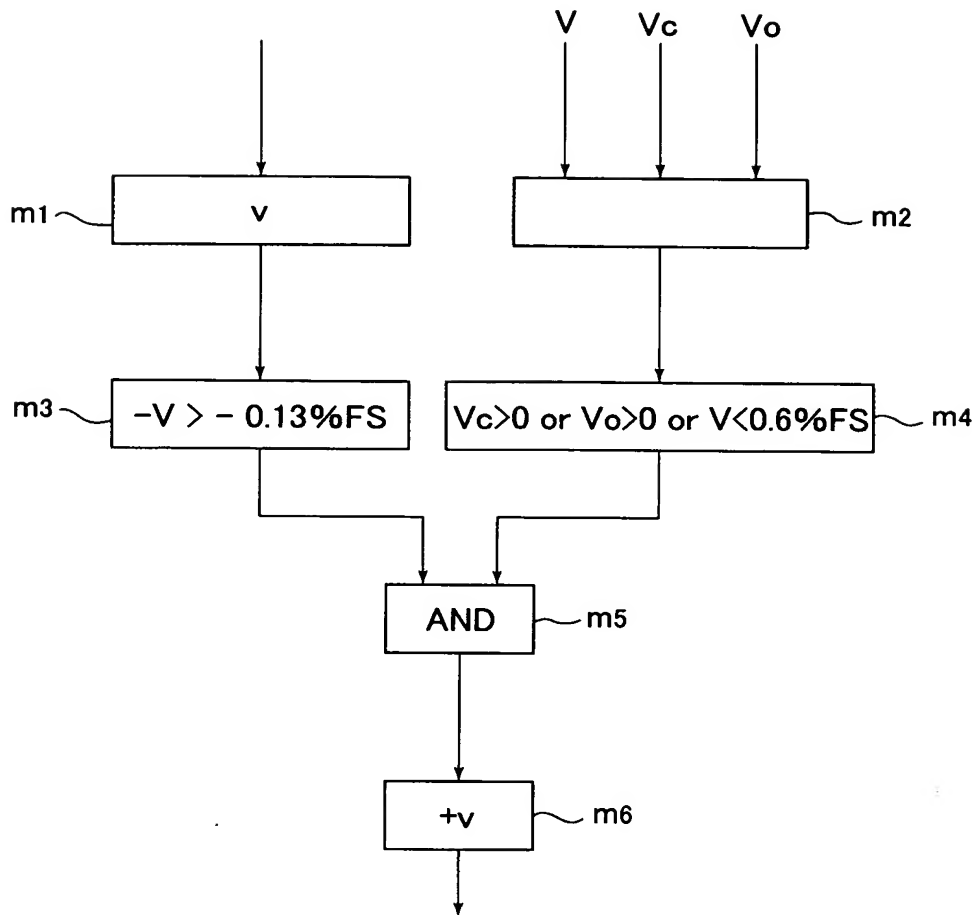 V Vc Vo
m1 v m2
m3 -V > - 0.13%FS Vc>0 or Vo>0 or V<0.6%FS m4
AND m5
+v m6